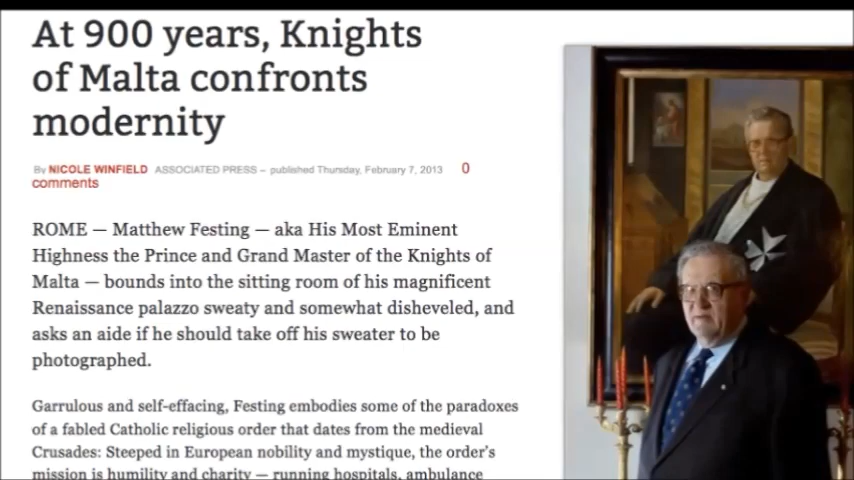 At 900 years, Knights
of Malta confronts
modernity
By NICOLE WINFIELD ASSOCIATED PRESS – published Thursday, February 7, 2013 0
comments
ROME — Matthew Festing — aka His Most Eminent
Highness the Prince and Grand Master of the Knights of
Malta — bounds into the sitting room of his magnificent
Renaissance palazzo sweaty and somewhat disheveled, and
asks an aide if he should take off his sweater to be
photographed.
Garrulous and self-effacing, Festing embodies some of the paradoxes
of a fabled Catholic religious order that dates from the medieval
Crusades: Steeped in European nobility and mystique, the order's
mission is humility and charity — running hospitals, ambulance